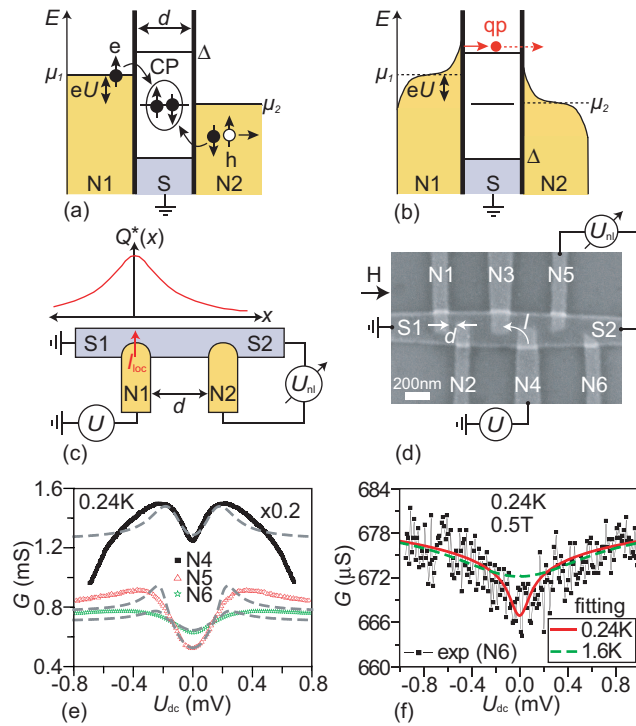 E
d
Δ
e
CP
μ1
eU
μ2
h
N1
S
N2
(a)
E
qp
μ1
eU
μ2
Δ
N1
S
N2
(b)
Q*(x)
x
S1
S2
Iloc
N1
d
N2
Unl
U
(c)
Unl
H
N1
N3
N5
S1
d
I
S2
200nm
N2
N4
N6
U
(d)
1.6
0.24K
x0.2
1.2
G (mS)
N4
N5
N6
0.8
0.4
-0.8
-0.4
0.0
0.4
0.8
Udc (mV)
(e)
684
0.24K
0.5T
678
G (μS)
672
666
fitting
0.24K
1.6K
exp (N6)
660
-0.8
-0.4
0.0
0.4
0.8
Udc (mV)
(f)